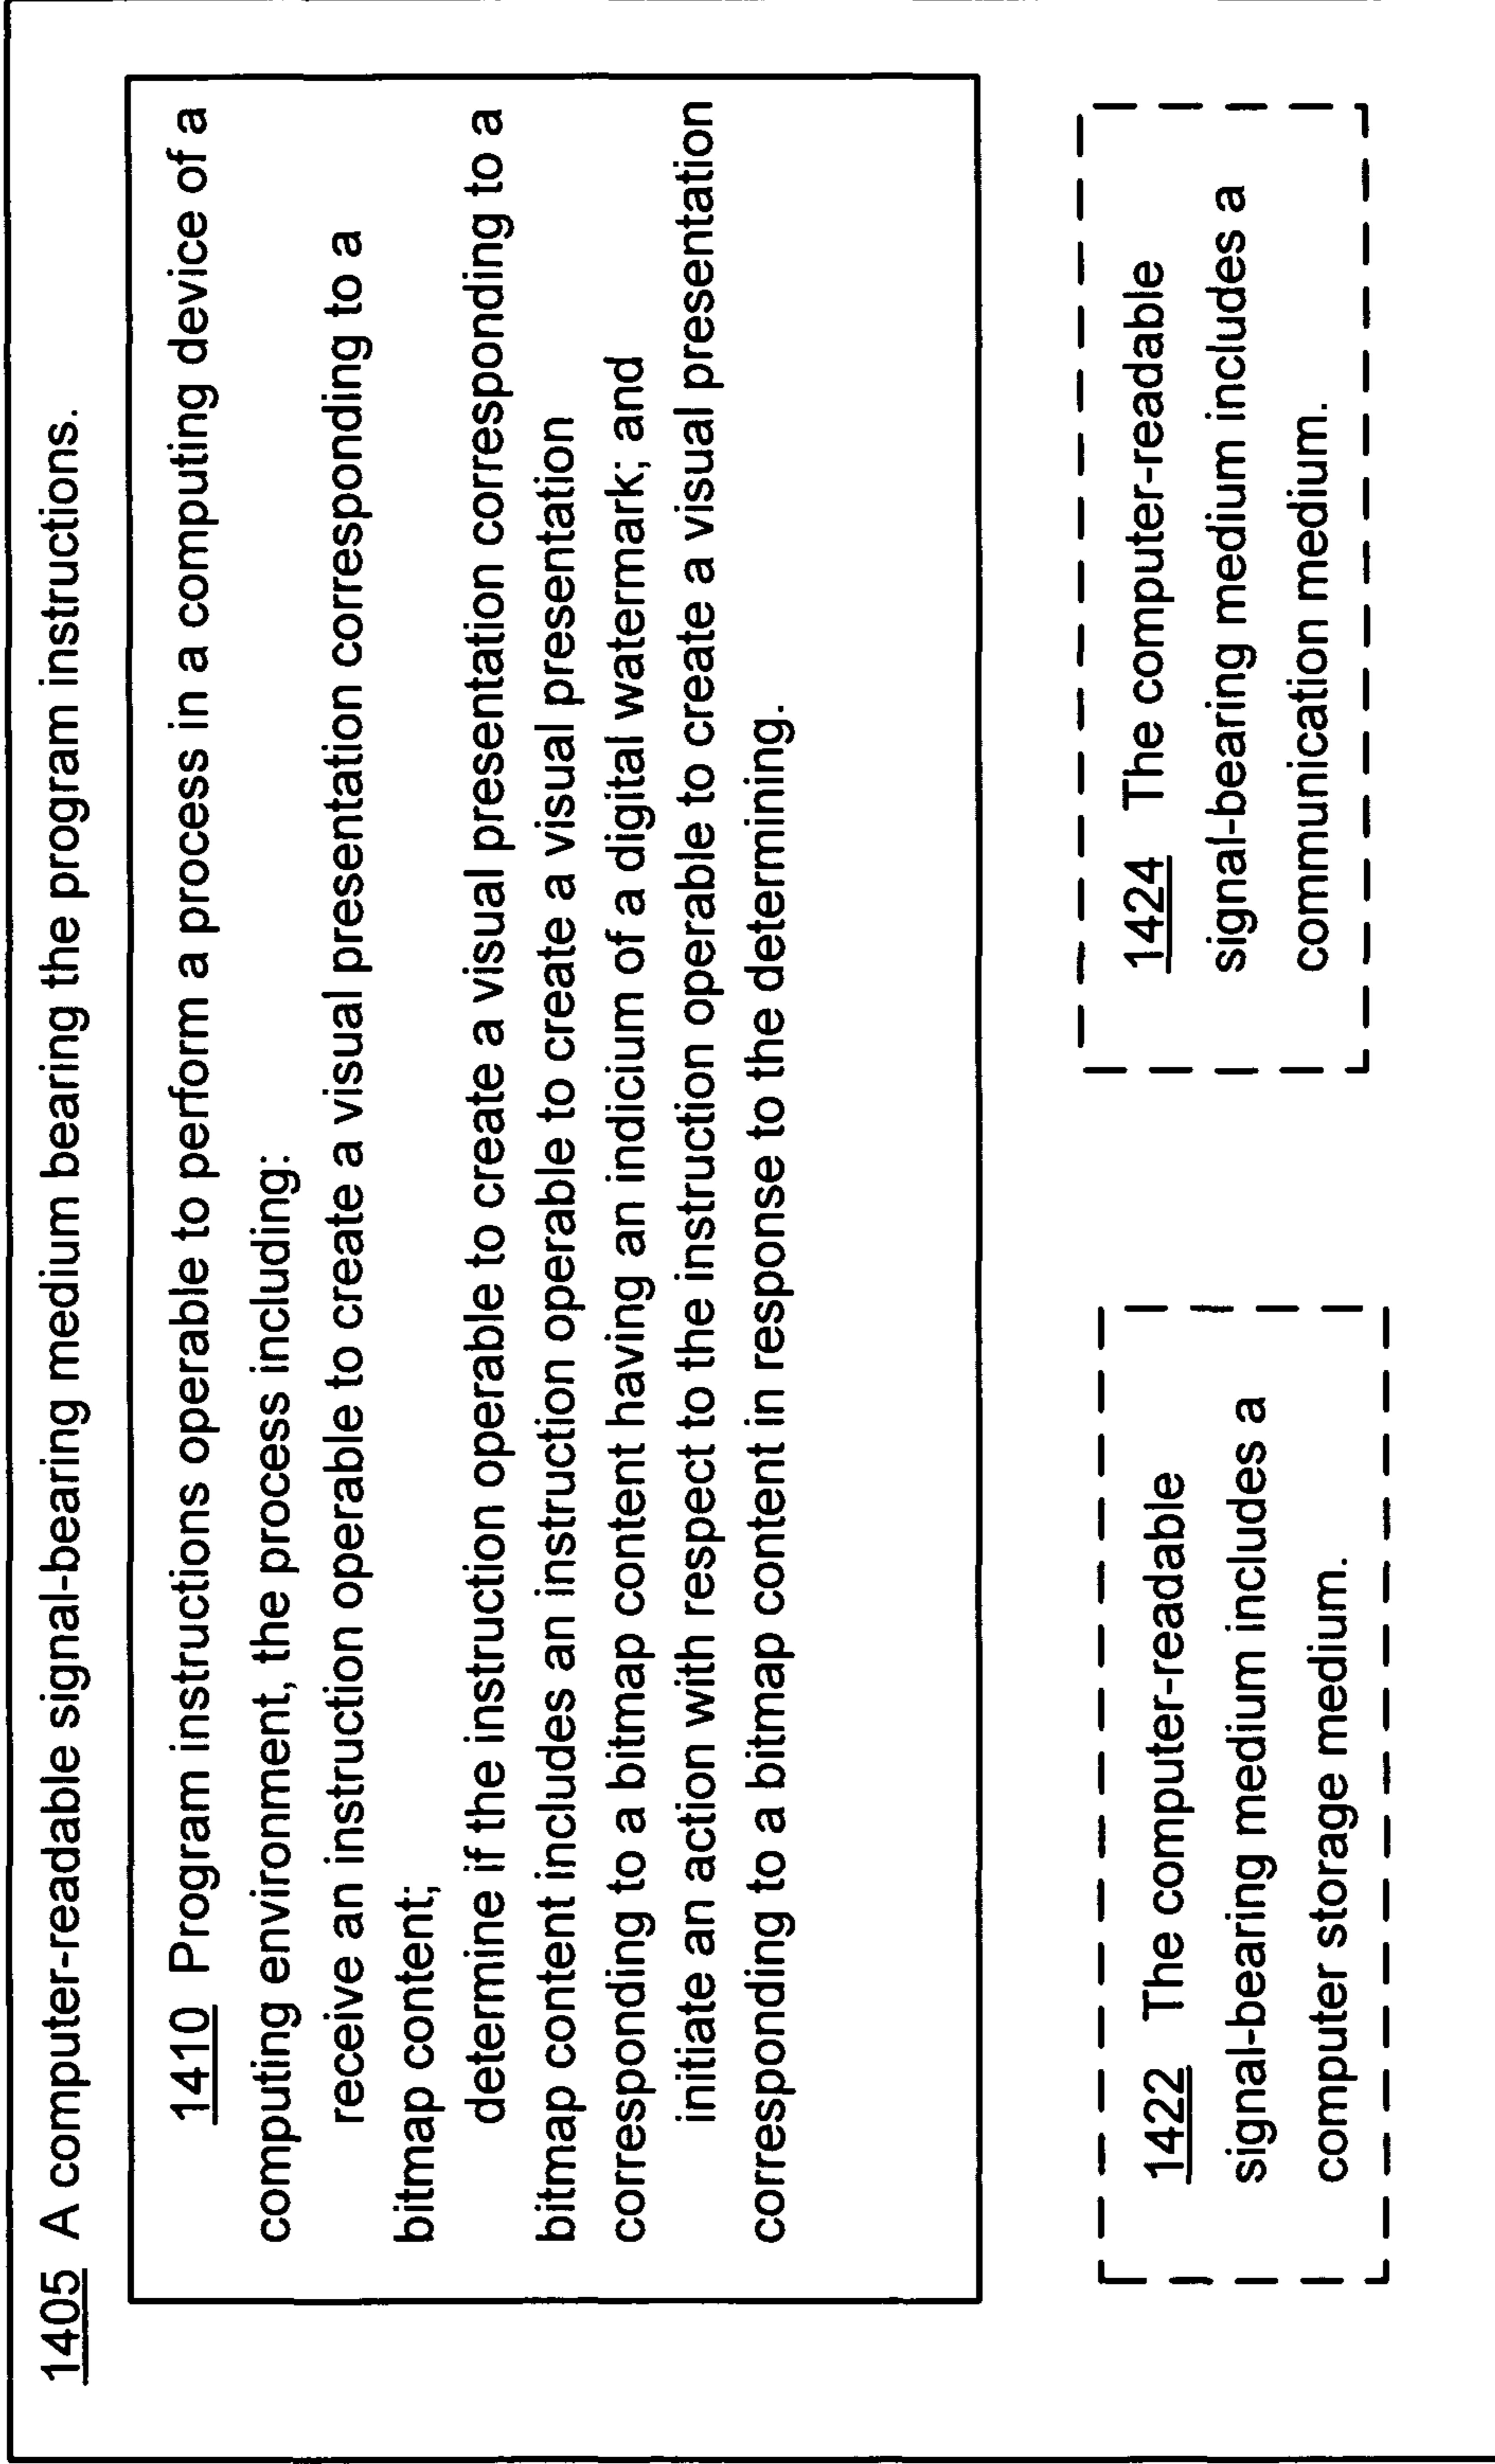 1405 A computer-readable signal-bearing medium bearing the program instructions.
1410 Program instructions operable to perform a process in a computing device of a
computing environment, the process including:
receive an instruction operable to create a visual presentation corresponding to a
bitmap content;
determine if the instruction operable to create a visual presentation corresponding to a
bitmap content includes an instruction operable to create a visual presentation
corresponding to a bitmap content having an indicium of a digital watermark; and
initiate an action with respect to the instruction operable to create a visual presentation
corresponding to a bitmap content in response to the determining.
1422 The computer-readable
signal-bearing medium includes a
computer storage medium.
1424 The computer-readable
signal-bearing medium includes a
communication medium.